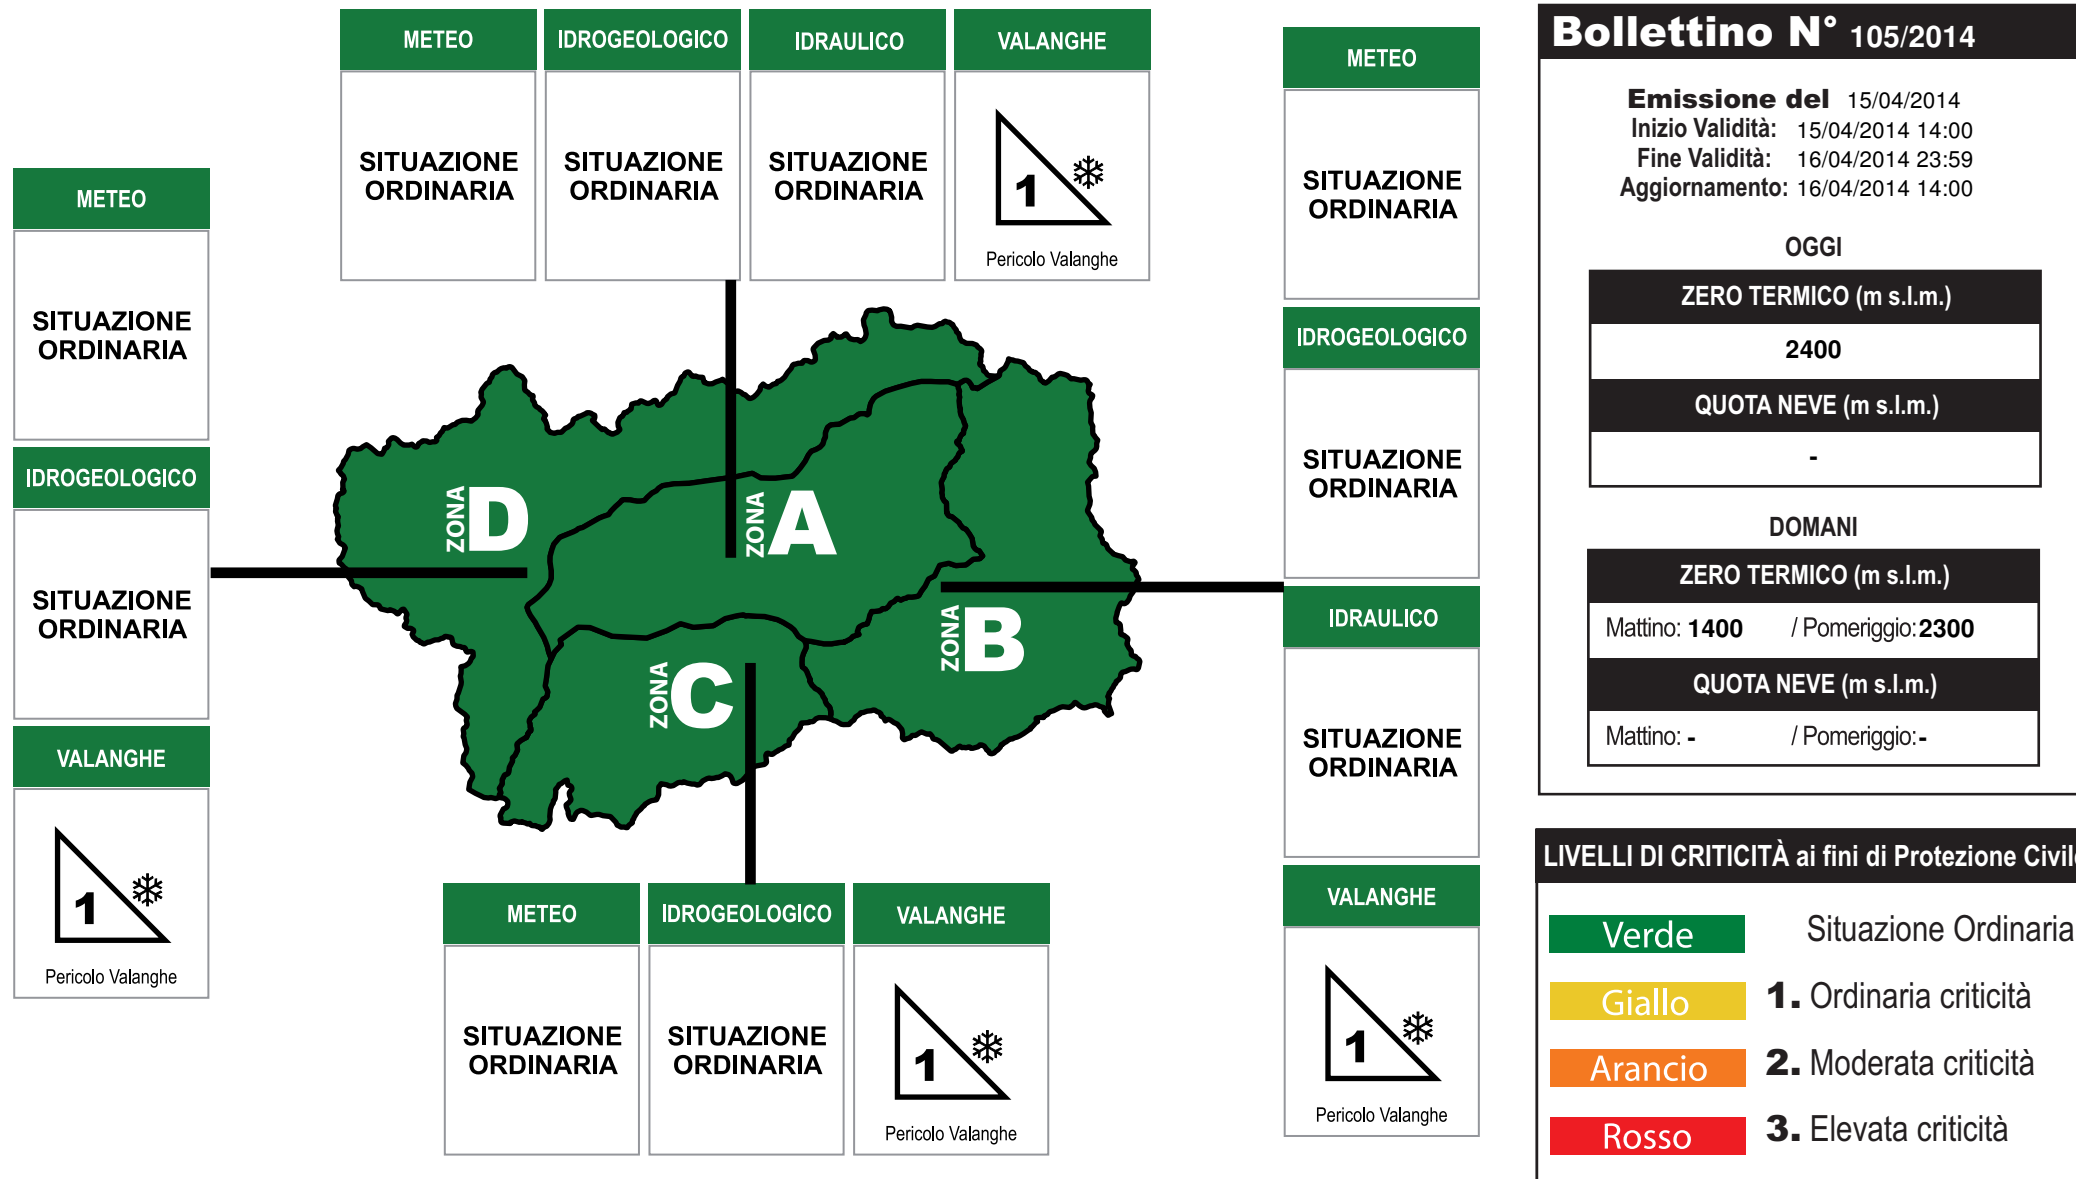 METEO
SITUAZIONE
ORDINARIA
IDROGEOLOGICO
SITUAZIONE
ORDINARIA
IDRAULICO
SITUAZIONE
ORDINARIA
VALANGHE
1
Pericolo Valanghe
METEO
SITUAZIONE
ORDINARIA
IDROGEOLOGICO
SITUAZIONE
ORDINARIA
VALANGHE
1
Pericolo Valanghe
ZONA D
ZONA A
ZONA B
ZONA C
METEO
SITUAZIONE
ORDINARIA
IDROGEOLOGICO
SITUAZIONE
ORDINARIA
VALANGHE
1
Pericolo Valanghe
METEO
SITUAZIONE
ORDINARIA
IDROGEOLOGICO
SITUAZIONE
ORDINARIA
IDRAULICO
SITUAZIONE
ORDINARIA
VALANGHE
1
Pericolo Valanghe
Bollettino N° 105/2014
Emissione del 15/04/2014
Inizio Validità: 15/04/2014 14:00
Fine Validità: 16/04/2014 23:59
Aggiornamento: 16/04/2014 14:00
OGGI
ZERO TERMICO (m s.l.m.)
2400
QUOTA NEVE (m s.l.m.)
-
DOMANI
ZERO TERMICO (m s.l.m.)
Mattino: 1400 / Pomeriggio: 2300
QUOTA NEVE (m s.l.m.)
Mattino: - / Pomeriggio: -
LIVELLI DI CRITICITÀ ai fini di Protezione Civile
Verde Situazione Ordinaria
Giallo 1. Ordinaria criticità
Arancio 2. Moderata criticità
Rosso 3. Elevata criticità